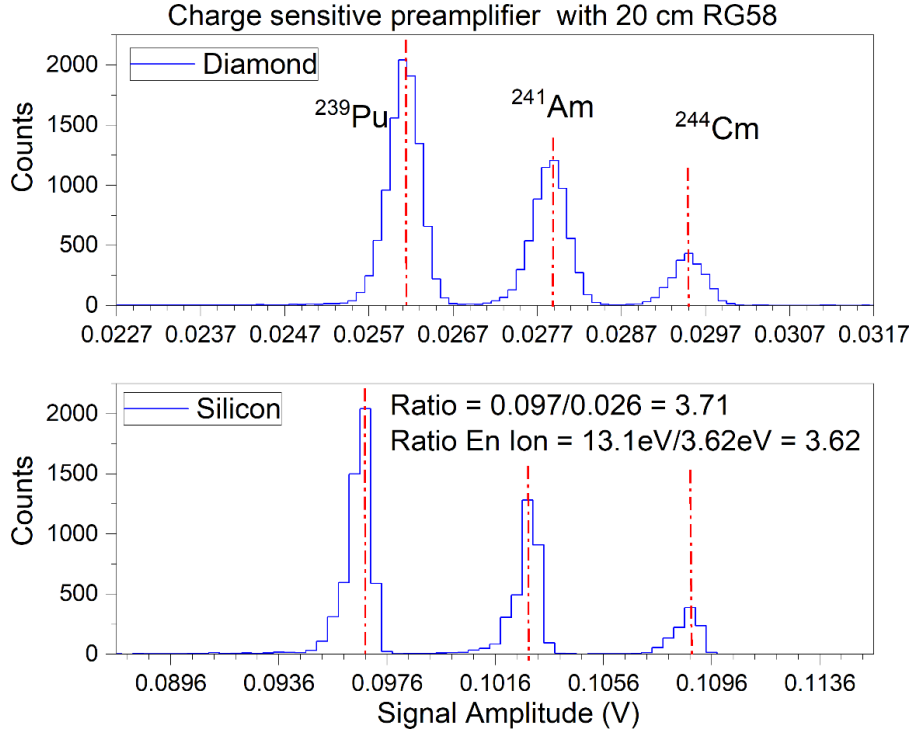 Charge sensitive preamplifier with 20 cm RG58
Diamond
²³⁹Pu
²⁴¹Am
²⁴⁴Cm
Counts
2000
1500
1000
500
0
0.0227 0.0237 0.0247 0.0257 0.0267 0.0277 0.0287 0.0297 0.0307 0.0317
Silicon
Ratio = 0.097/0.026 = 3.71
Ratio En Ion = 13.1eV/3.62eV = 3.62
Counts
2000
1500
1000
500
0
0.0896 0.0936 0.0976 0.1016 0.1056 0.1096 0.1136
Signal Amplitude (V)